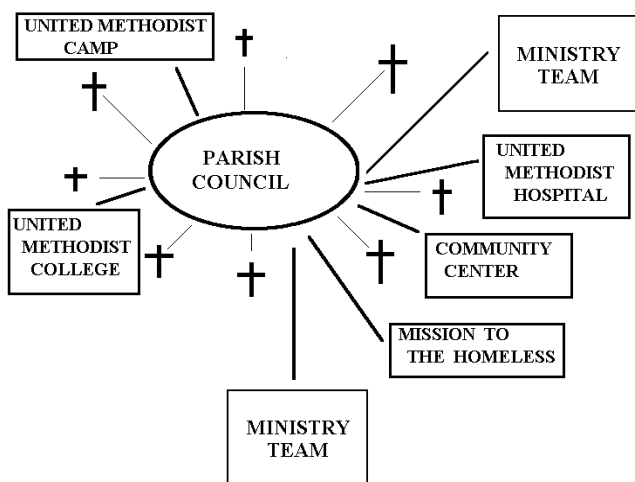 UNITED METHODIST
CAMP
MINISTRY
TEAM
PARISH
COUNCIL
UNITED
METHODIST
HOSPITAL
UNITED
METHODIST
COLLEGE
COMMUNITY
CENTER
MISSION TO
THE HOMELESS
MINISTRY
TEAM